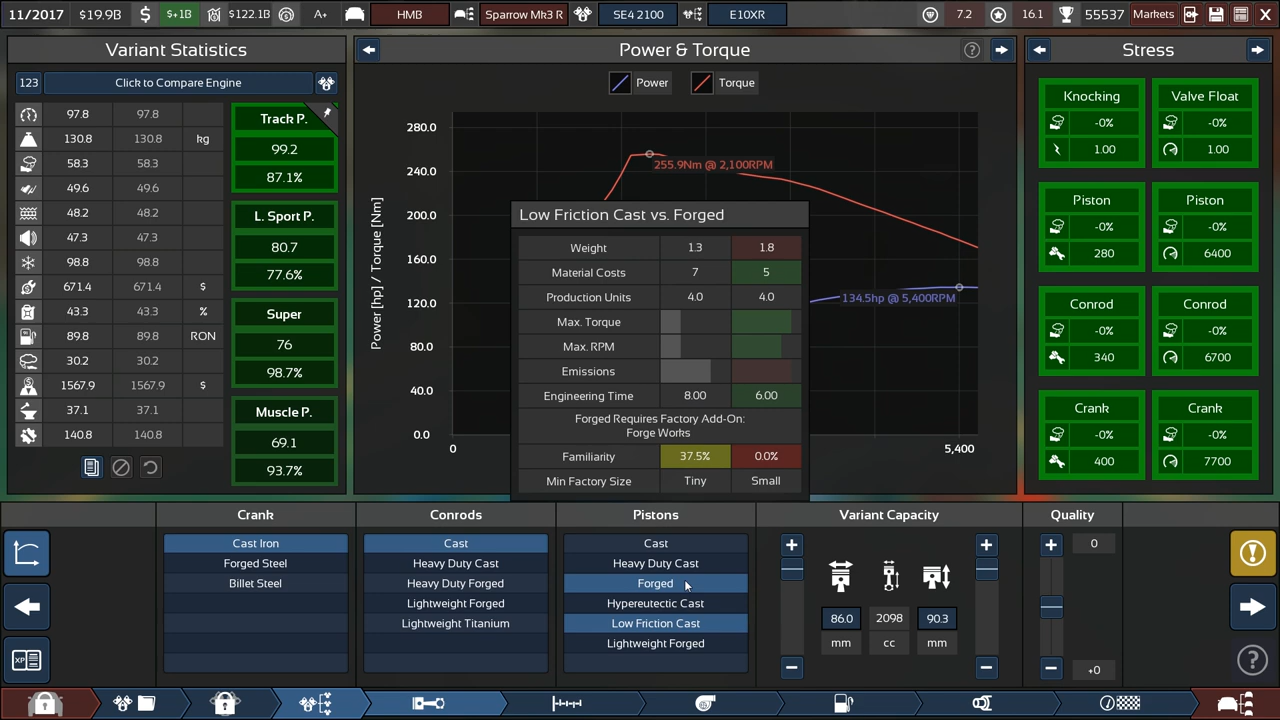 11/2017 $19.9B $+1B $122.1B A+ HMB Sparrow Mk3 R SE4 2100 E10XR 7.2 16.1 55537 Markets
Variant Statistics
123 Click to Compare Engine
97.8 97.8
130.8 130.8 kg
58.3 58.3
49.6 49.6
48.2 48.2
47.3 47.3
98.8 98.8
671.4 671.4 $
43.3 43.3 %
89.8 89.8 RON
30.2 30.2
1567.9 1567.9 $
37.1 37.1
140.8 140.8
Track P.
99.2
87.1%
L. Sport P.
80.7
77.6%
Super
76
98.7%
Muscle P.
69.1
93.7%
Power & Torque
?
Power Torque
Power [hp] / Torque [Nm]
280.0
240.0
200.0
160.0
120.0
80.0
40.0
0.0
0
5,400
255.9Nm @ 2,100RPM
134.5hp @ 5,400RPM
Low Friction Cast vs. Forged
Weight 1.3 1.8
Material Costs 7 5
Production Units 4.0 4.0
Max. Torque
Max. RPM
Emissions
Engineering Time 8.00 6.00
Forged Requires Factory Add-On:
Forge Works
Familiarity 37.5% 0.0%
Min Factory Size Tiny Small
Stress
Knocking
-0%
1.00
Valve Float
-0%
1.00
Piston
-0%
280
Piston
-0%
6400
Conrod
-0%
340
Conrod
-0%
6700
Crank
-0%
400
Crank
-0%
7700
Crank
Cast Iron
Forged Steel
Billet Steel
Conrods
Cast
Heavy Duty Cast
Heavy Duty Forged
Lightweight Forged
Lightweight Titanium
Pistons
Cast
Heavy Duty Cast
Forged
Hypereutectic Cast
Low Friction Cast
Lightweight Forged
Variant Capacity
86.0 2098 90.3
mm cc mm
Quality
0
+0
XP
?